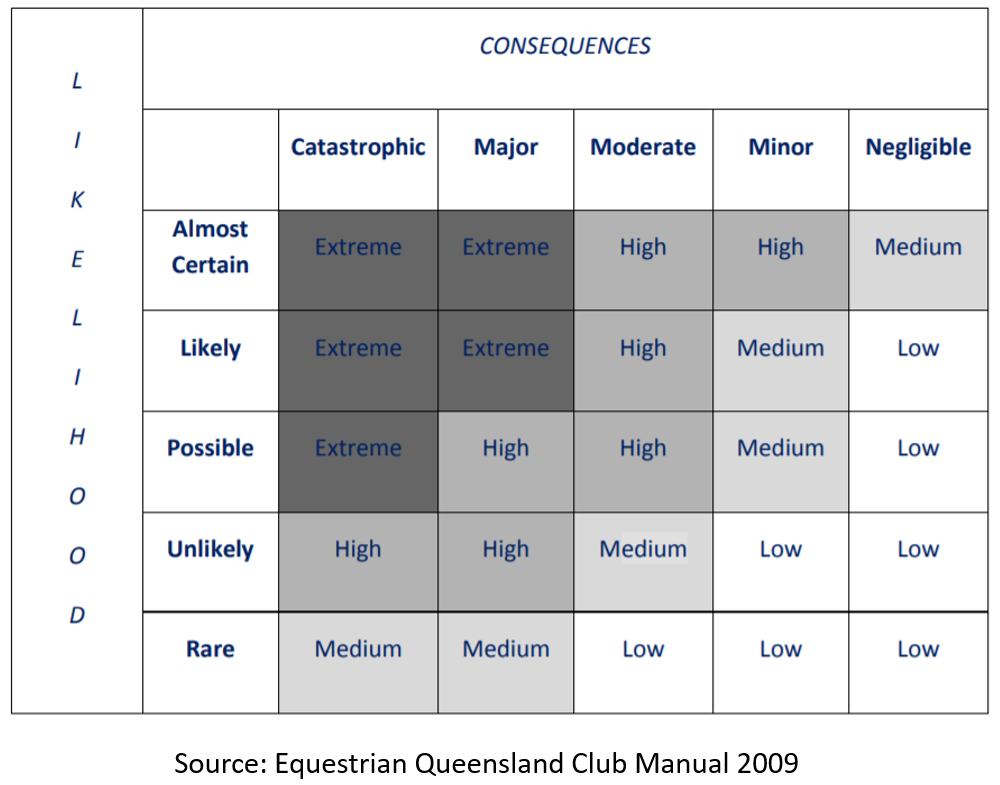 CONSEQUENCES
L
I
K
E
L
I
H
O
O
D
Catastrophic Major Moderate Minor Negligible
Almost
Certain
Extreme Extreme High High Medium
Likely Extreme Extreme High Medium Low
Possible Extreme High High Medium Low
Unlikely High High Medium Low Low
Rare Medium Medium Low Low Low
Source: Equestrian Queensland Club Manual 2009